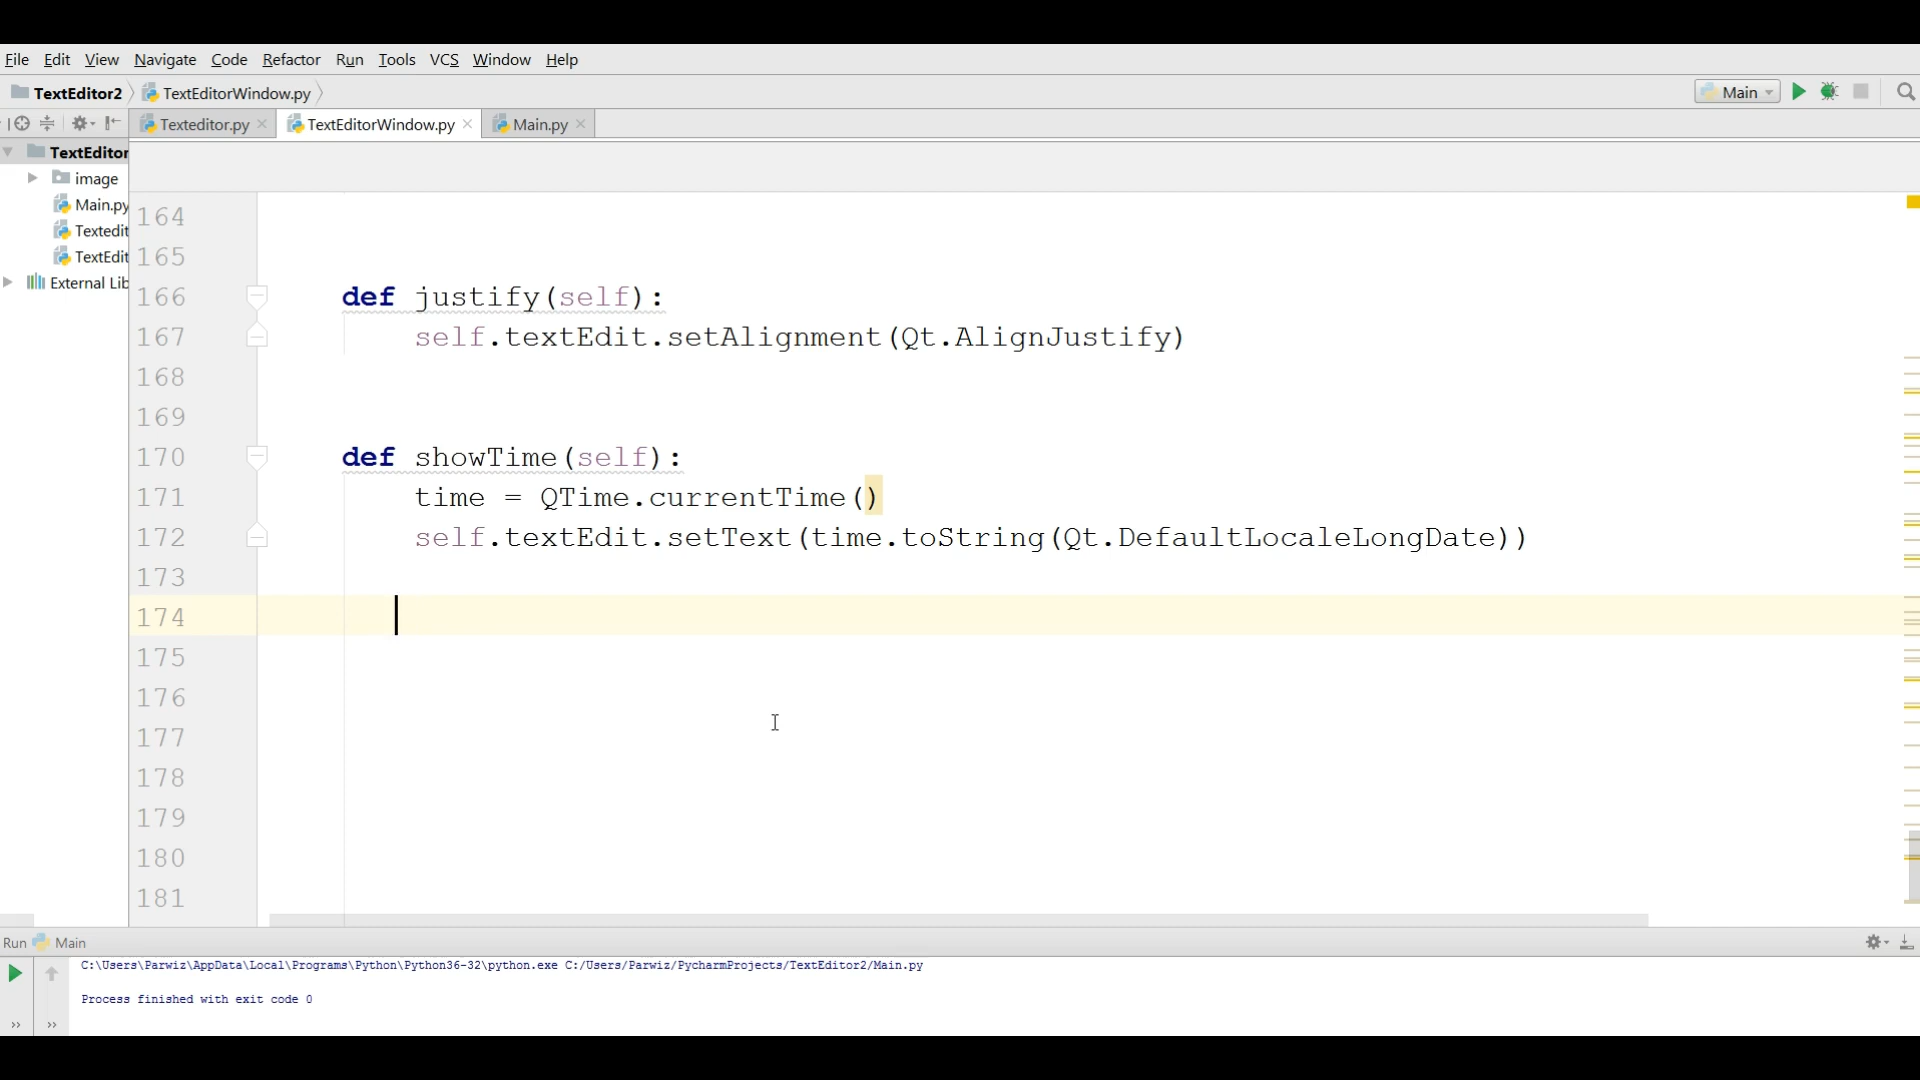 File Edit View Navigate Code Refactor Run Tools VCS Window Help
TextEditor2 TextEditorWindow.py Main
Texteditor.py TextEditorWindow.py Main.py
TextEditor
image
Main.py
Textedit
TextEdit
External Lib
164
165
166 def justify(self):
167 self.textEdit.setAlignment(Qt.AlignJustify)
168
169
170 def showTime(self):
171 time = QTime.currentTime()
172 self.textEdit.setText(time.toString(Qt.DefaultLocaleLongDate))
173
174
175
176
177
178
179
180
181
Run Main
C:\Users\Parwiz\AppData\Local\Programs\Python\Python36-32\python.exe C:/Users/Parwiz/PycharmProjects/TextEditor2/Main.py
Process finished with exit code 0